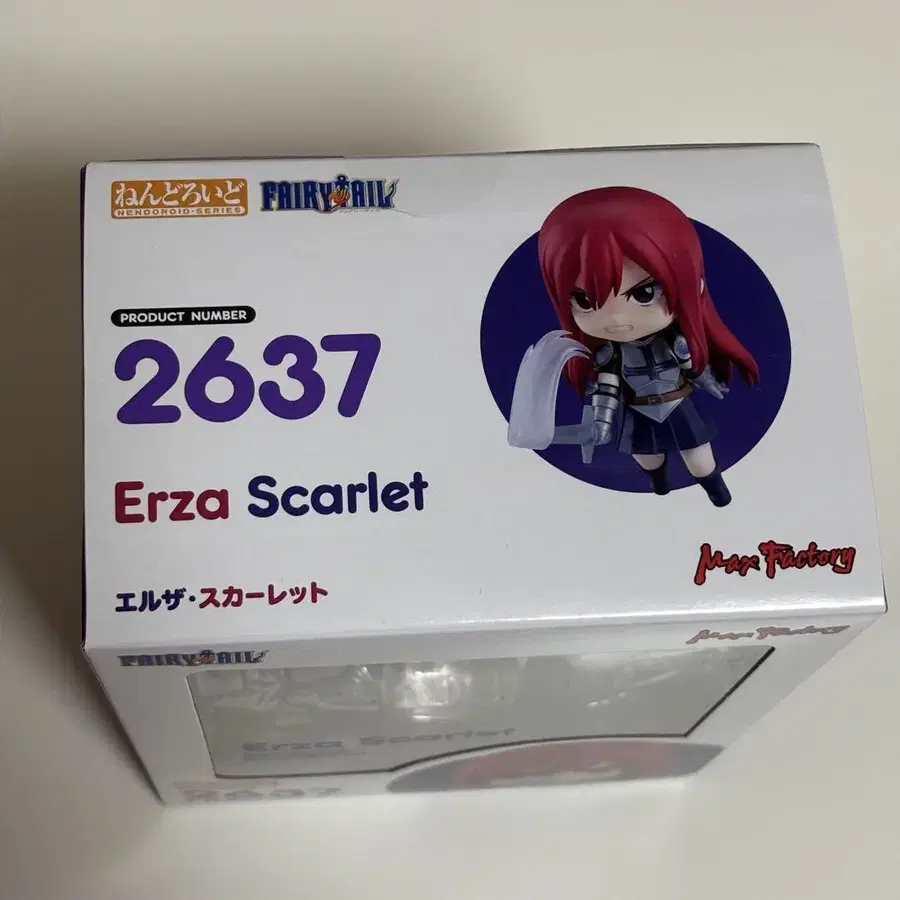 ねんどろいど
NENDOROID-SERIES
FAIRY TAIL
PRODUCT NUMBER
2637
Erza Scarlet
エルザ・スカーレット
Max Factory
FAIRY TAIL
Max Factory
Erza Scarlet
2637